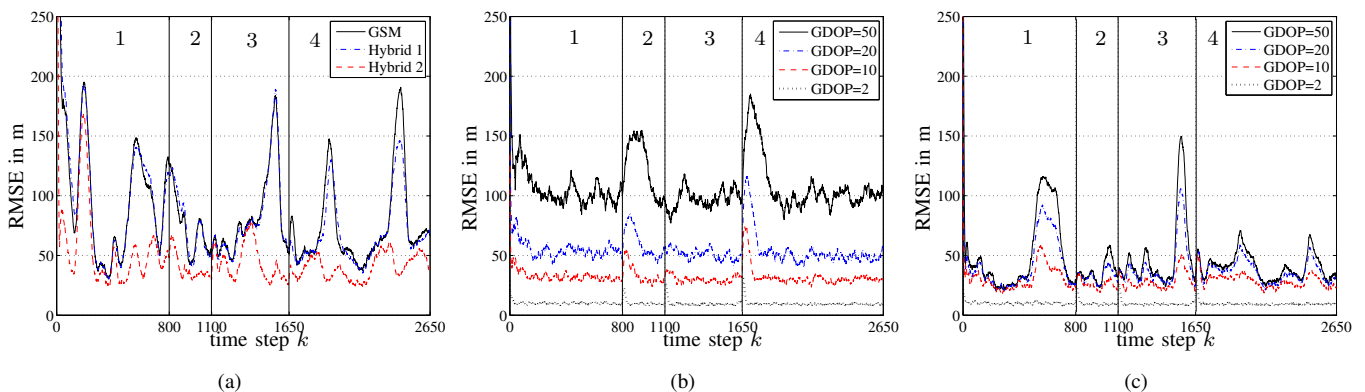 250
200
150
100
50
0
RMSE in m
1
2
3
4
GSM
Hybrid 1
Hybrid 2
0
800
1100
1650
2650
time step k
(a)
250
200
150
100
50
0
RMSE in m
1
2
3
4
GDOP=50
GDOP=20
GDOP=10
GDOP=2
0
800
1100
1650
2650
time step k
(b)
250
200
150
100
50
0
RMSE in m
1
2
3
4
GDOP=50
GDOP=20
GDOP=10
GDOP=2
0
800
1100
1650
2650
time step k
(c)